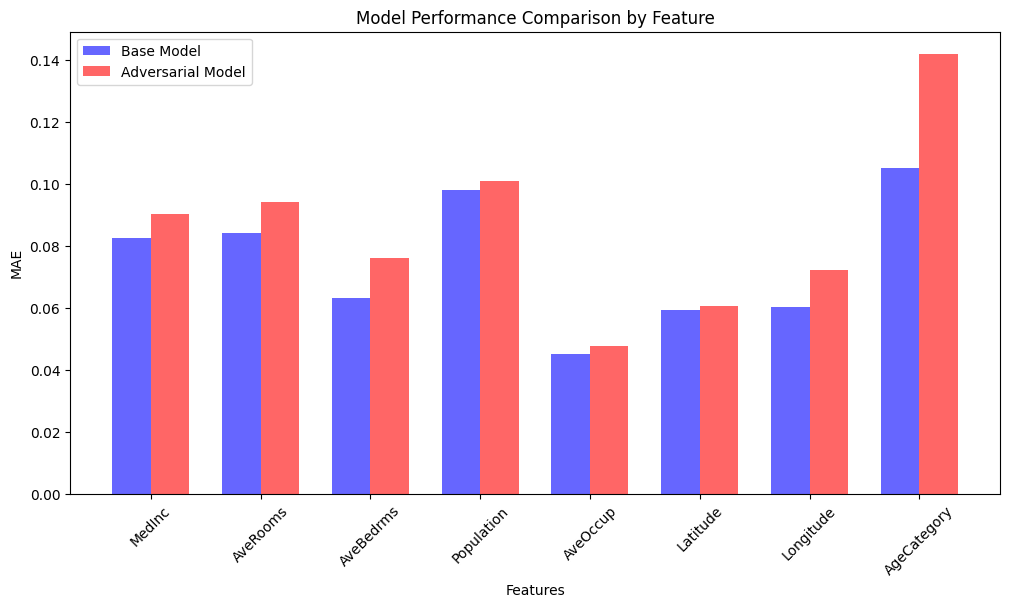 Model Performance Comparison by Feature
Base Model
Adversarial Model
MAE
0.14
0.12
0.10
0.08
0.06
0.04
0.02
0.00
MedInc
AveRooms
AveBedrms
Population
AveOccup
Latitude
Longitude
AgeCategory
Features